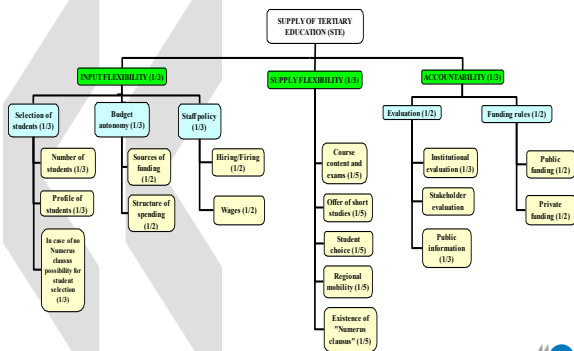 SUPPLY OF TERTIARY
EDUCATION (STE)
INPUT FLEXIBILITY (1/3)
SUPPLY FLEXIBILITY (1/3)
ACCOUNTABILITY (1/3)
Selection of
students (1/3)
Budget
autonomy (1/3)
Staff policy
(1/3)
Evaluation (1/2)
Funding rules (1/2)
Number of
students (1/3)
Profile of
students (1/3)
In case of no
Numerus
clausus
possibility for
student
selection
(1/3)
Sources of
funding
(1/2)
Structure of
spending
(1/2)
Hiring/Firing
(1/2)
Wages (1/2)
Course
content and
exams (1/5)
Offer of short
studies (1/5)
Student
choice (1/5)
Regional
mobility (1/5)
Existence of
"Numerus
clausus" (1/5)
Institutional
evaluation (1/3)
Stakeholder
evaluation
Public
information
(1/3)
Public
funding (1/2)
Private
funding (1/2)